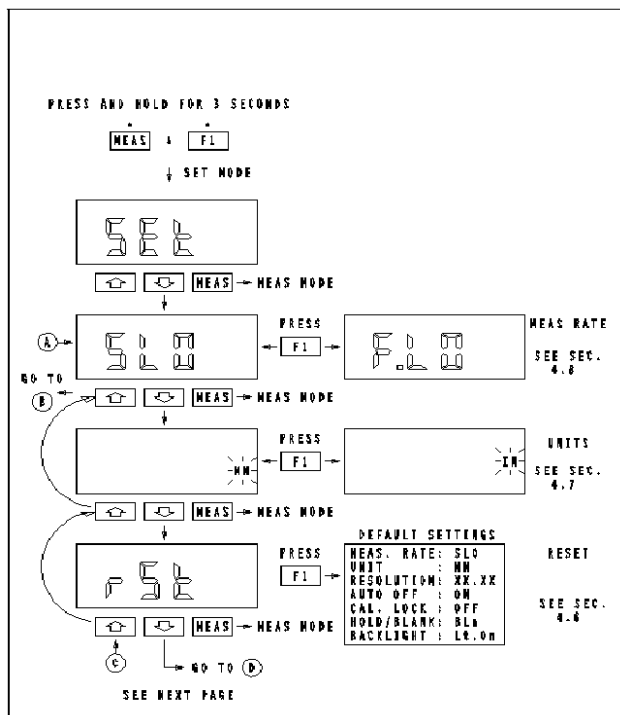 PRESS AND HOLD FOR 3 SECONDS
MEAS + F1
SET MODE
SEt
MEAS MEAS MODE
A SLO PRESS F1 F.LO MEAS RATE
SEE SEC.
4.8
GO TO B MEAS MEAS MODE
MM PRESS F1 IN UNITS
SEE SEC.
4.7
MEAS MEAS MODE
rSt PRESS F1 RESET
SEE SEC.
4.6
DEFAULT SETTINGS
MEAS. RATE: SLO
UNIT : MM
RESOLUTION: XX.XX
AUTO OFF : ON
CAL. LOCK : OFF
HOLD/BLANK: BLn
BACKLIGHT : Lt.On
MEAS MEAS MODE
C GO TO D
SEE NEXT PAGE